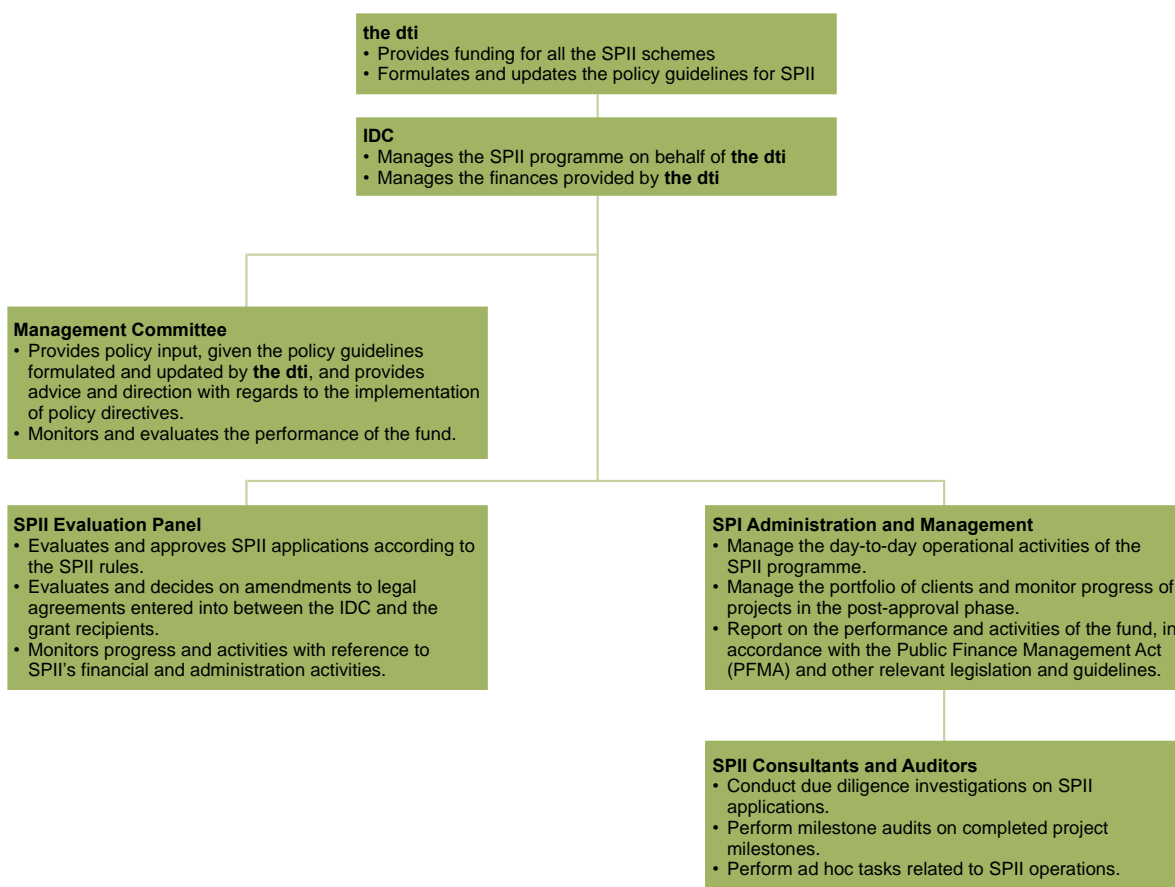 the dti
• Provides funding for all the SPII schemes
• Formulates and updates the policy guidelines for SPII
IDC
• Manages the SPII programme on behalf of the dti
• Manages the finances provided by the dti
Management Committee
• Provides policy input, given the policy guidelines
formulated and updated by the dti, and provides
advice and direction with regards to the implementation
of policy directives.
• Monitors and evaluates the performance of the fund.
SPII Evaluation Panel
• Evaluates and approves SPII applications according to
the SPII rules.
• Evaluates and decides on amendments to legal
agreements entered into between the IDC and the
grant recipients.
• Monitors progress and activities with reference to
SPII’s financial and administration activities.
SPI Administration and Management
• Manage the day-to-day operational activities of the
SPII programme.
• Manage the portfolio of clients and monitor progress of
projects in the post-approval phase.
• Report on the performance and activities of the fund, in
accordance with the Public Finance Management Act
(PFMA) and other relevant legislation and guidelines.
SPII Consultants and Auditors
• Conduct due diligence investigations on SPII
applications.
• Perform milestone audits on completed project
milestones.
• Perform ad hoc tasks related to SPII operations.